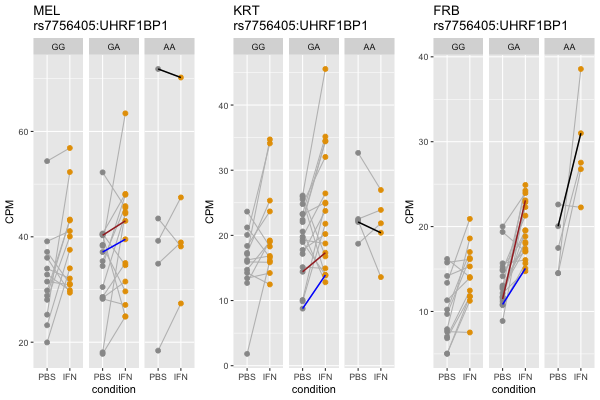 MEL
rs7756405:UHRF1BP1
GG GA AA
CPM
60
40
20
PBS IFN PBS IFN PBS IFN
condition
KRT
rs7756405:UHRF1BP1
GG GA AA
CPM
40
30
20
10
0
PBS IFN PBS IFN PBS IFN
condition
FRB
rs7756405:UHRF1BP1
GG GA AA
CPM
40
30
20
10
PBS IFN PBS IFN PBS IFN
condition